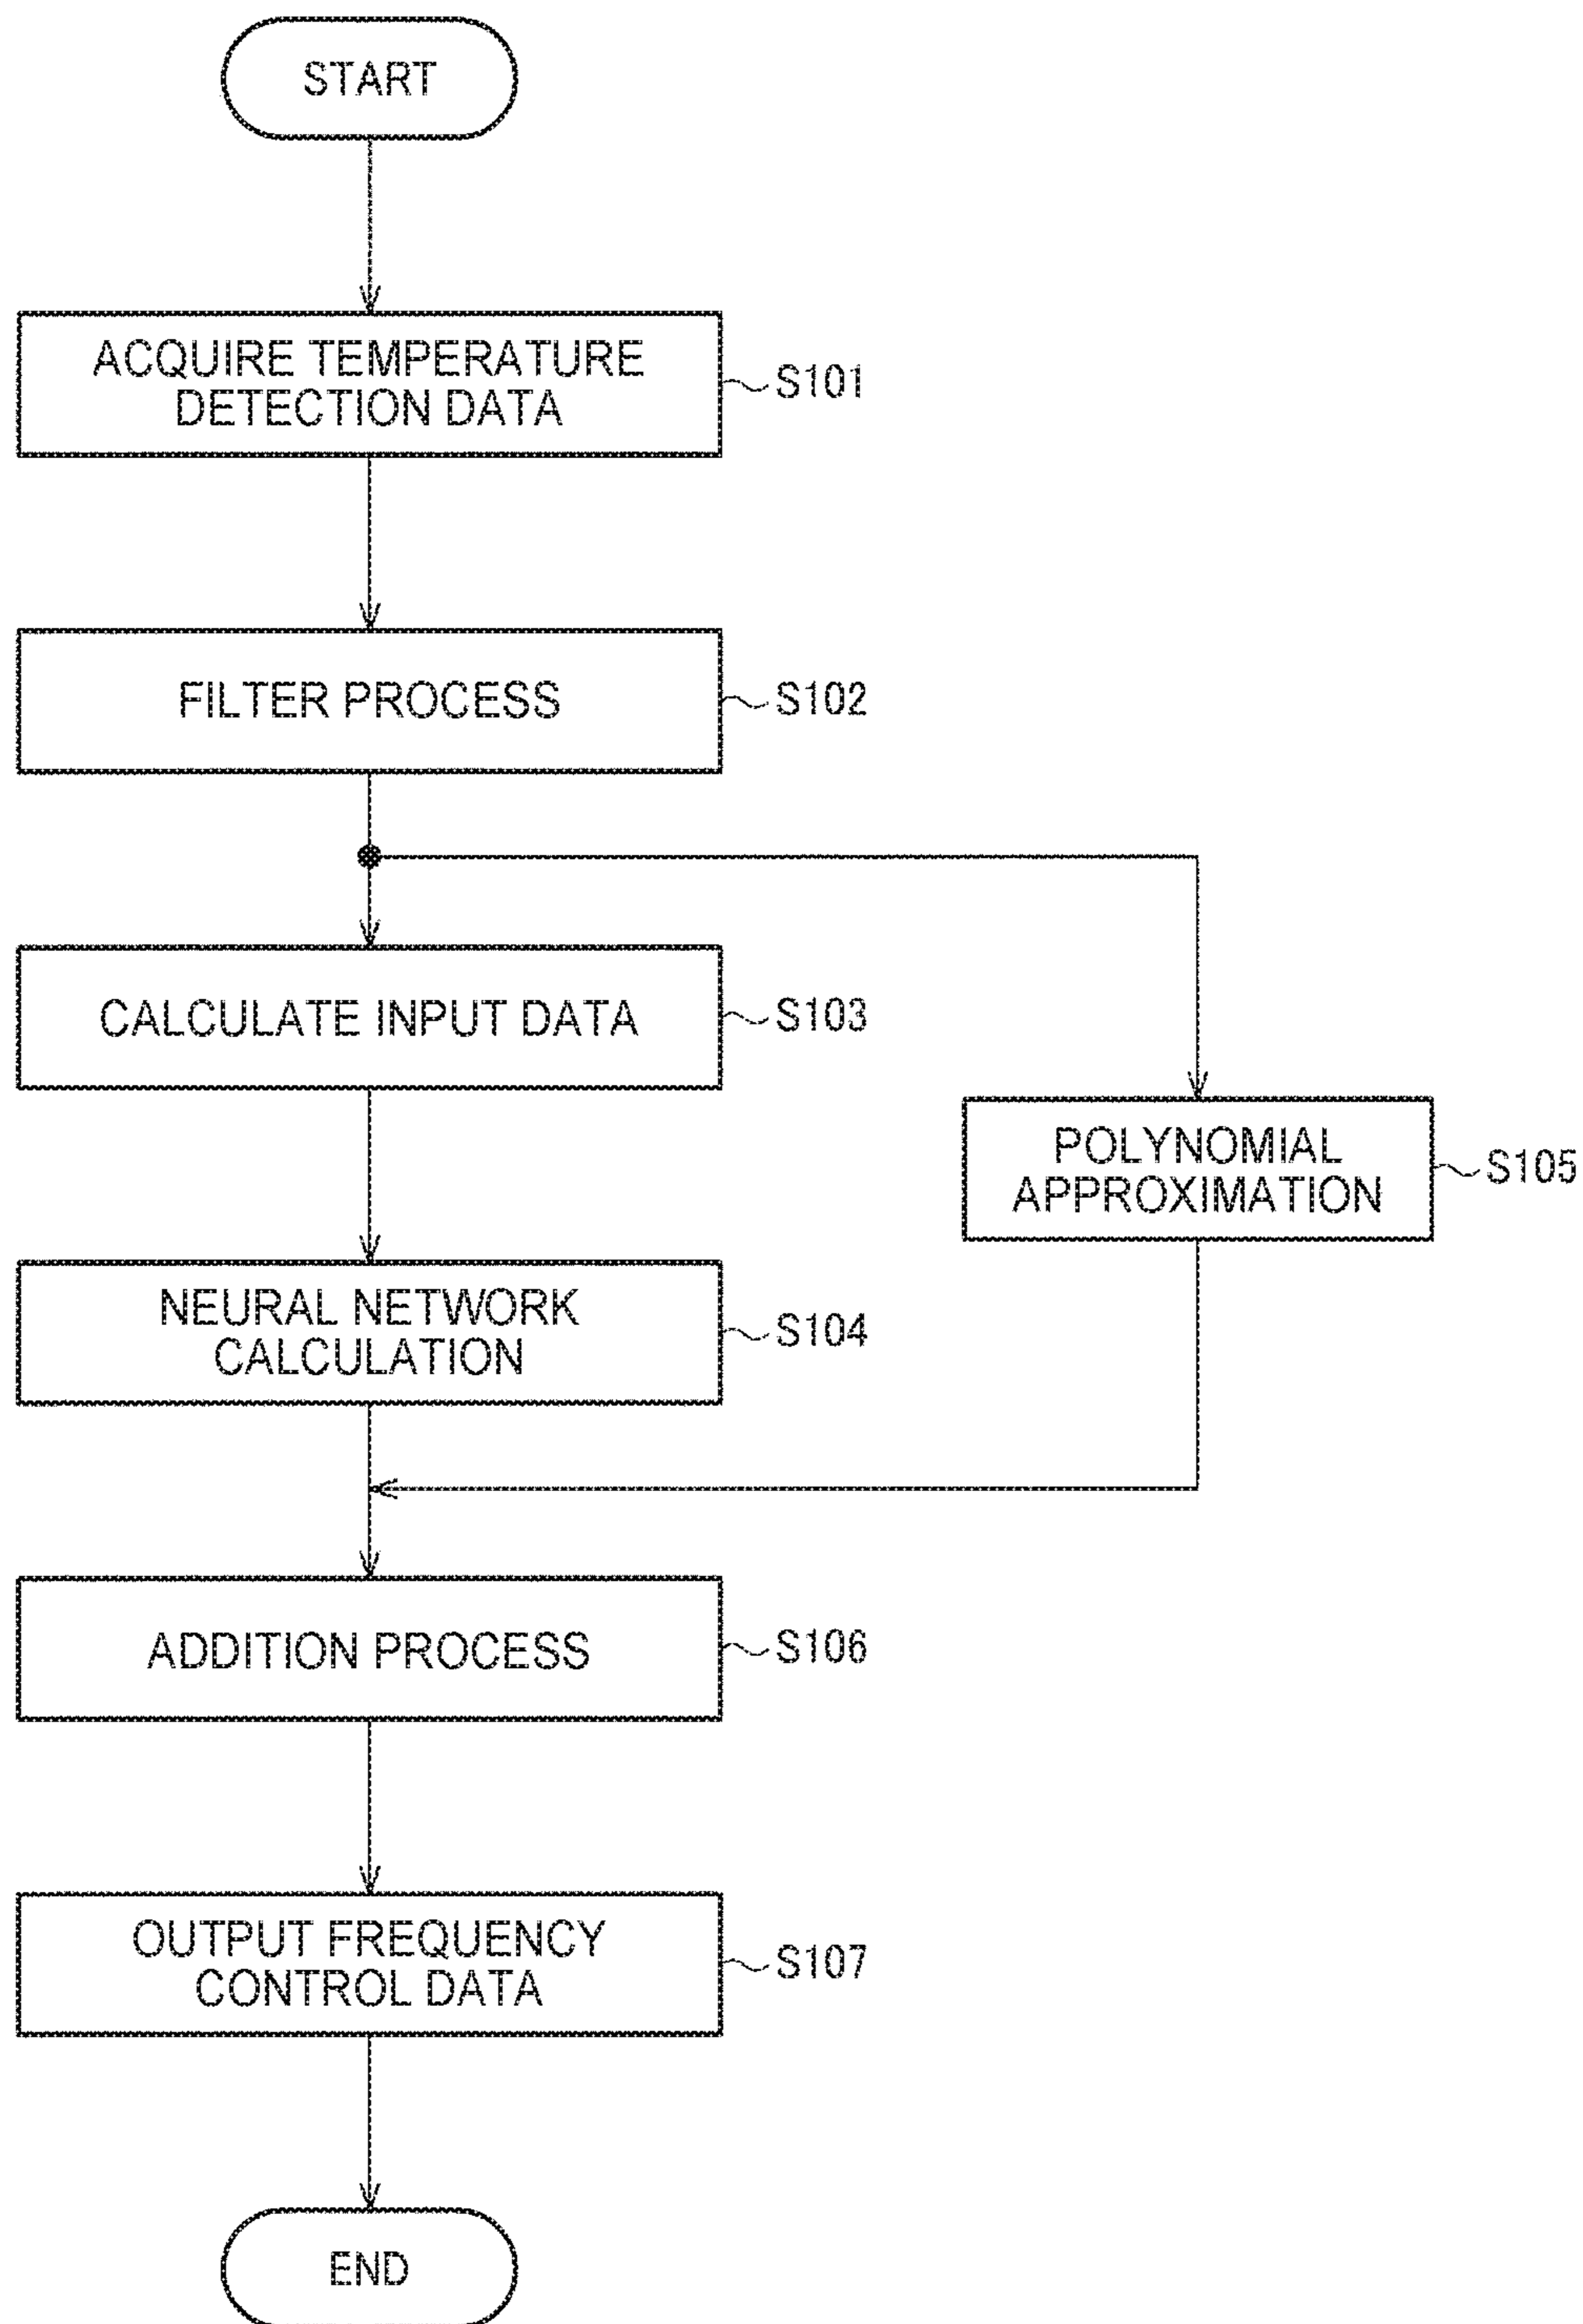 START
ACQUIRE TEMPERATURE
DETECTION DATA
S101
FILTER PROCESS
S102
CALCULATE INPUT DATA
S103
POLYNOMIAL
APPROXIMATION
S105
NEURAL NETWORK
CALCULATION
S104
ADDITION PROCESS
S106
OUTPUT FREQUENCY
CONTROL DATA
S107
END